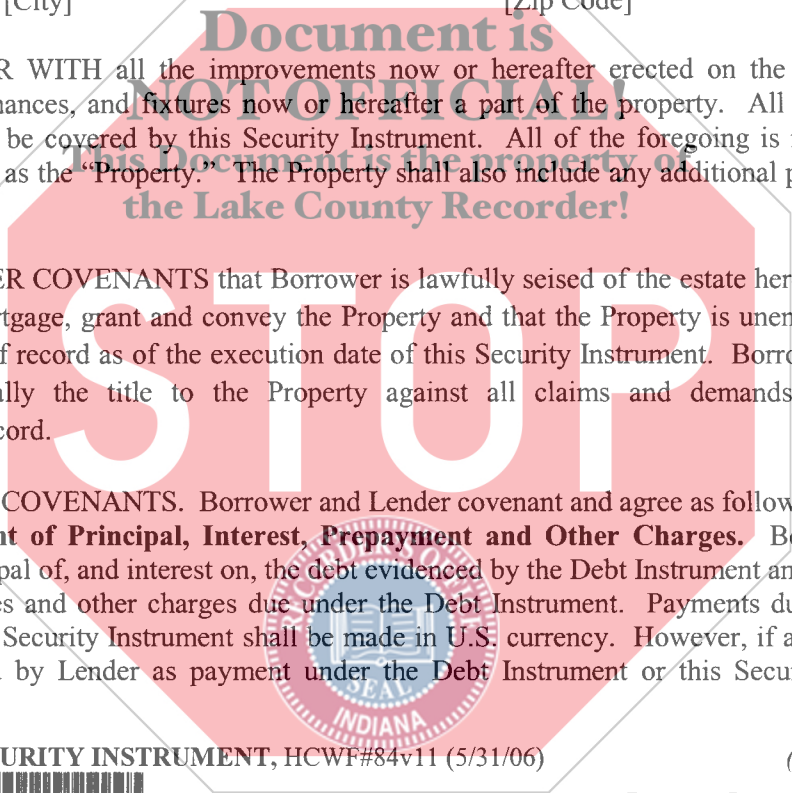 [City] [Zip Code]
Document is
R WITH all the improvements now or hereafter erected on the
NOT OFFICIAL!
nances, and fixtures now or hereafter a part of the property. All
be covered by this Security Instrument. All of the foregoing is
This Document is the property of
as the “Property.” The Property shall also include any additional p
the Lake County Recorder!
ER COVENANTS that Borrower is lawfully seised of the estate her
rtgage, grant and convey the Property and that the Property is unen
f record as of the execution date of this Security Instrument. Borro
ally the title to the Property against all claims and demands
cord.
STOP
COVENANTS. Borrower and Lender covenant and agree as follow
nt of Principal, Interest, Prepayment and Other Charges. B
pal of, and interest on, the debt evidenced by the Debt Instrument an
es and other charges due under the Debt Instrument. Payments du
Security Instrument shall be made in U.S. currency. However, if a
by Lender as payment under the Debt Instrument or this Secu
RECORDER'S OFFICE
SEAL
INDIANA
URITY INSTRUMENT, HCWF#84v11 (5/31/06) (